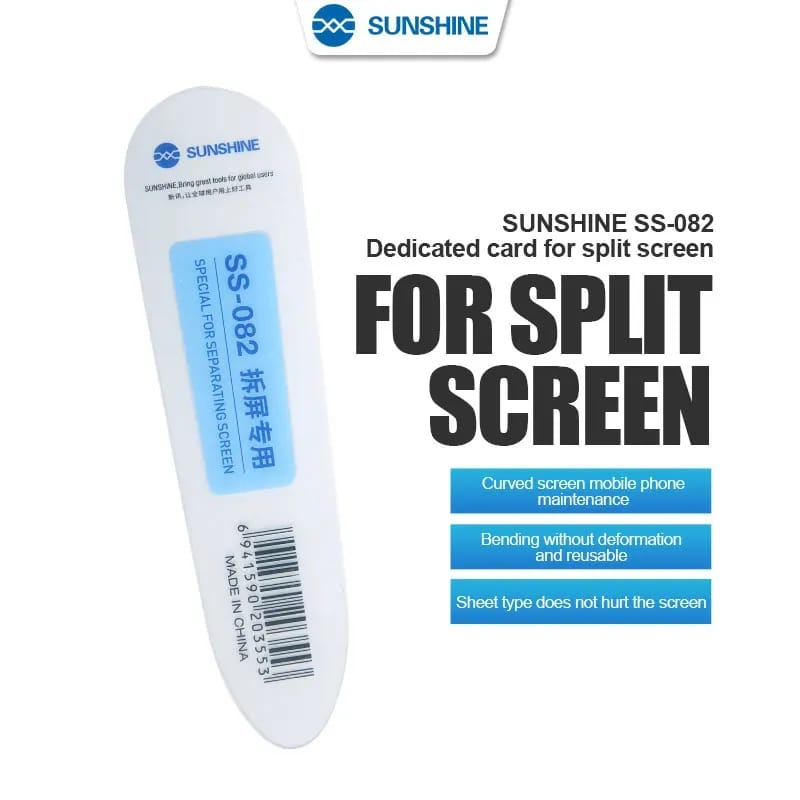 SUNSHINE
SUNSHINE
SUNSHINE,Bring great tools for global users
新讯,让全球用户用上好工具
SS-082 拆屏专用
SPECIAL FOR SEPARATING SCREEN
6 941590 203553
MADE IN CHINA
SUNSHINE SS-082
Dedicated card for split screen
FOR SPLIT
SCREEN
Curved screen mobile phone
maintenance
Bending without deformation
and reusable
Sheet type does not hurt the screen